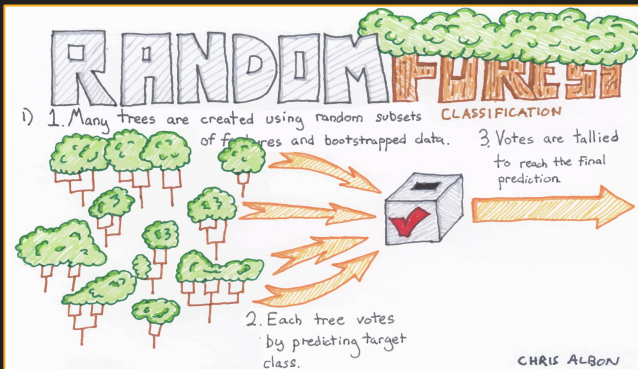 RANDOM FOREST
CLASSIFICATION
1) 1. Many trees are created using random subsets
of features and bootstrapped data.
3. Votes are tallied
to reach the final
prediction.
2. Each tree votes
by predicting target
class.
CHRIS ALBON